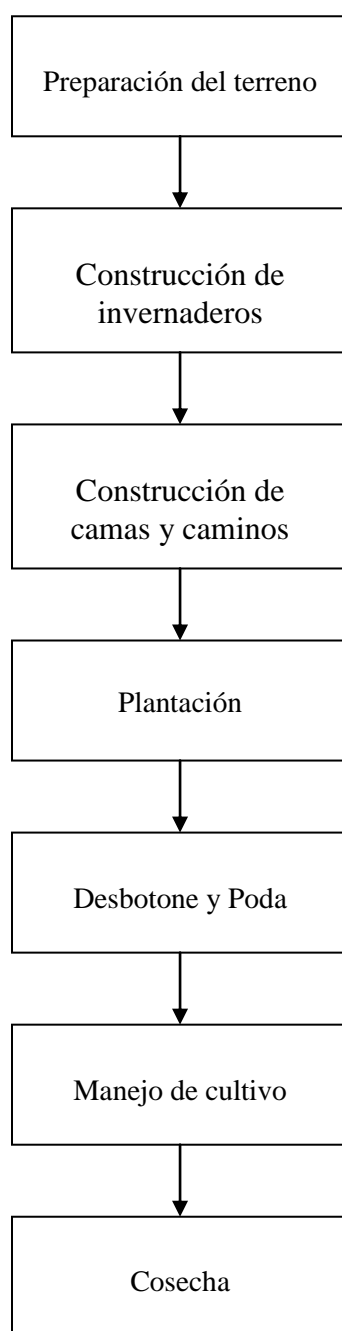 Preparación del terreno
Construcción de
invernaderos
Construcción de
camas y caminos
Plantación
Desbotone y Poda
Manejo de cultivo
Cosecha